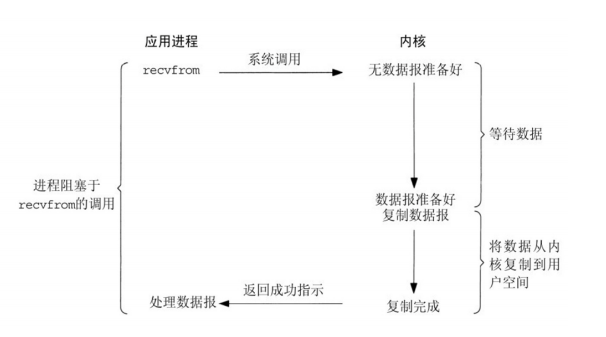 应用进程
内核
recvfrom
系统调用
无数据报准备好
等待数据
进程阻塞于
recvfrom的调用
数据报准备好
复制数据报
将数据从内
核复制到用
户空间
处理数据报
返回成功指示
复制完成